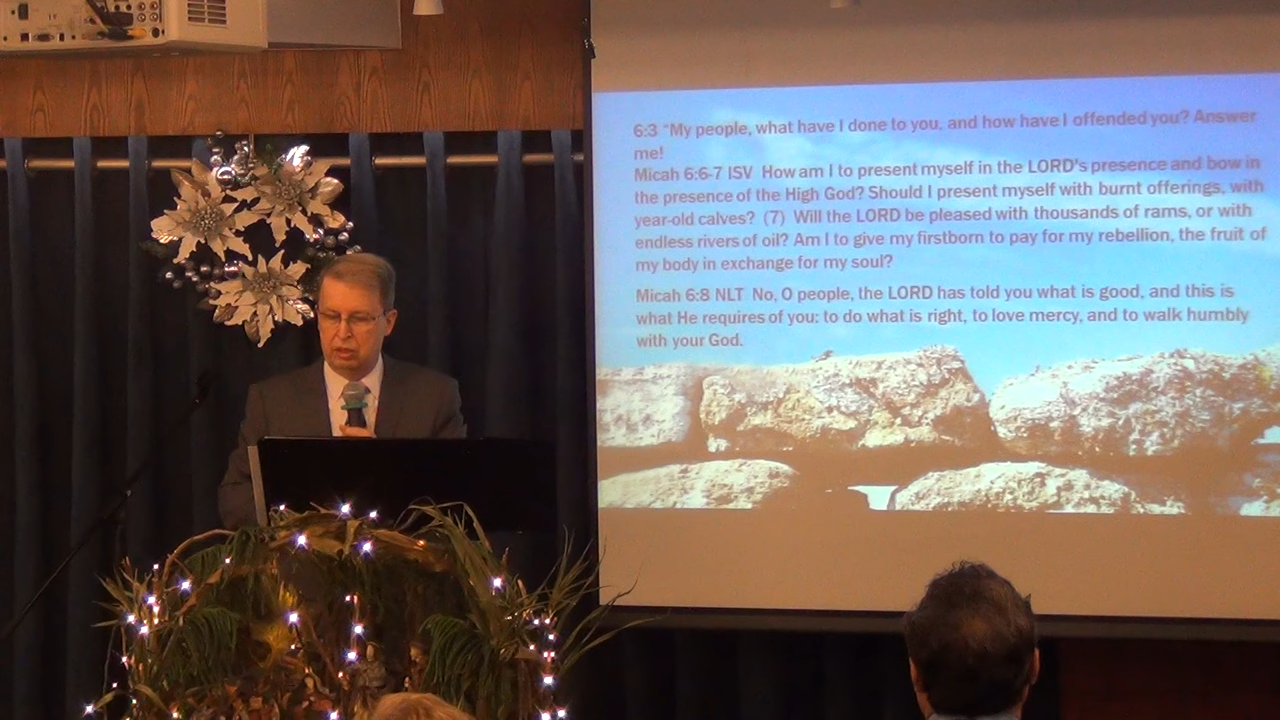 6:3 "My people, what have I done to you, and how have I offended you? Answer
me!
Micah 6:6-7 ISV How am I to present myself in the LORD's presence and bow in
the presence of the High God? Should I present myself with burnt offerings, with
year-old calves? (7) Will the LORD be pleased with thousands of rams, or with
endless rivers of oil? Am I to give my firstborn to pay for my rebellion, the fruit of
my body in exchange for my soul?
Micah 6:8 NLT No, O people, the LORD has told you what is good, and this is
what He requires of you: to do what is right, to love mercy, and to walk humbly
with your God.